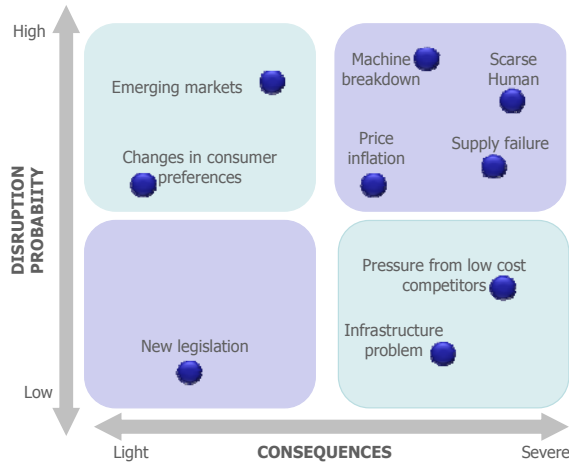 High
Machine
breakdown
Scarse
Human
Emerging markets
Price
inflation
Supply failure
Changes in consumer
preferences
DISRUPTION
PROBABIITY
Pressure from low cost
competitors
Infrastructure
problem
New legislation
Low
Light
CONSEQUENCES
Severe